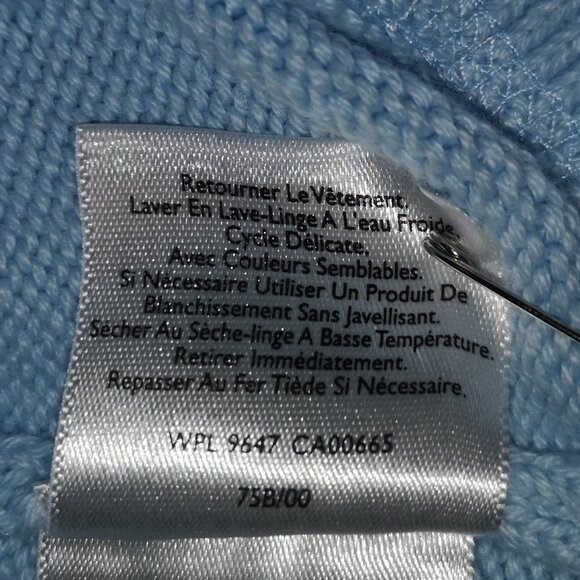 Retourner Le Vêtement.
Laver En Lave-Linge A L'eau Froide.
Cycle Délicate.
Avec Couleurs Semblables.
Si Nécessaire Utiliser Un Produit De
Blanchissement Sans Javellisant.
Sècher Au Sèche-linge A Basse Température.
Retirer Immédiatement.
Repasser Au Fer Tiède Si Nécessaire.
WPL 9647 CA00665
75B/00